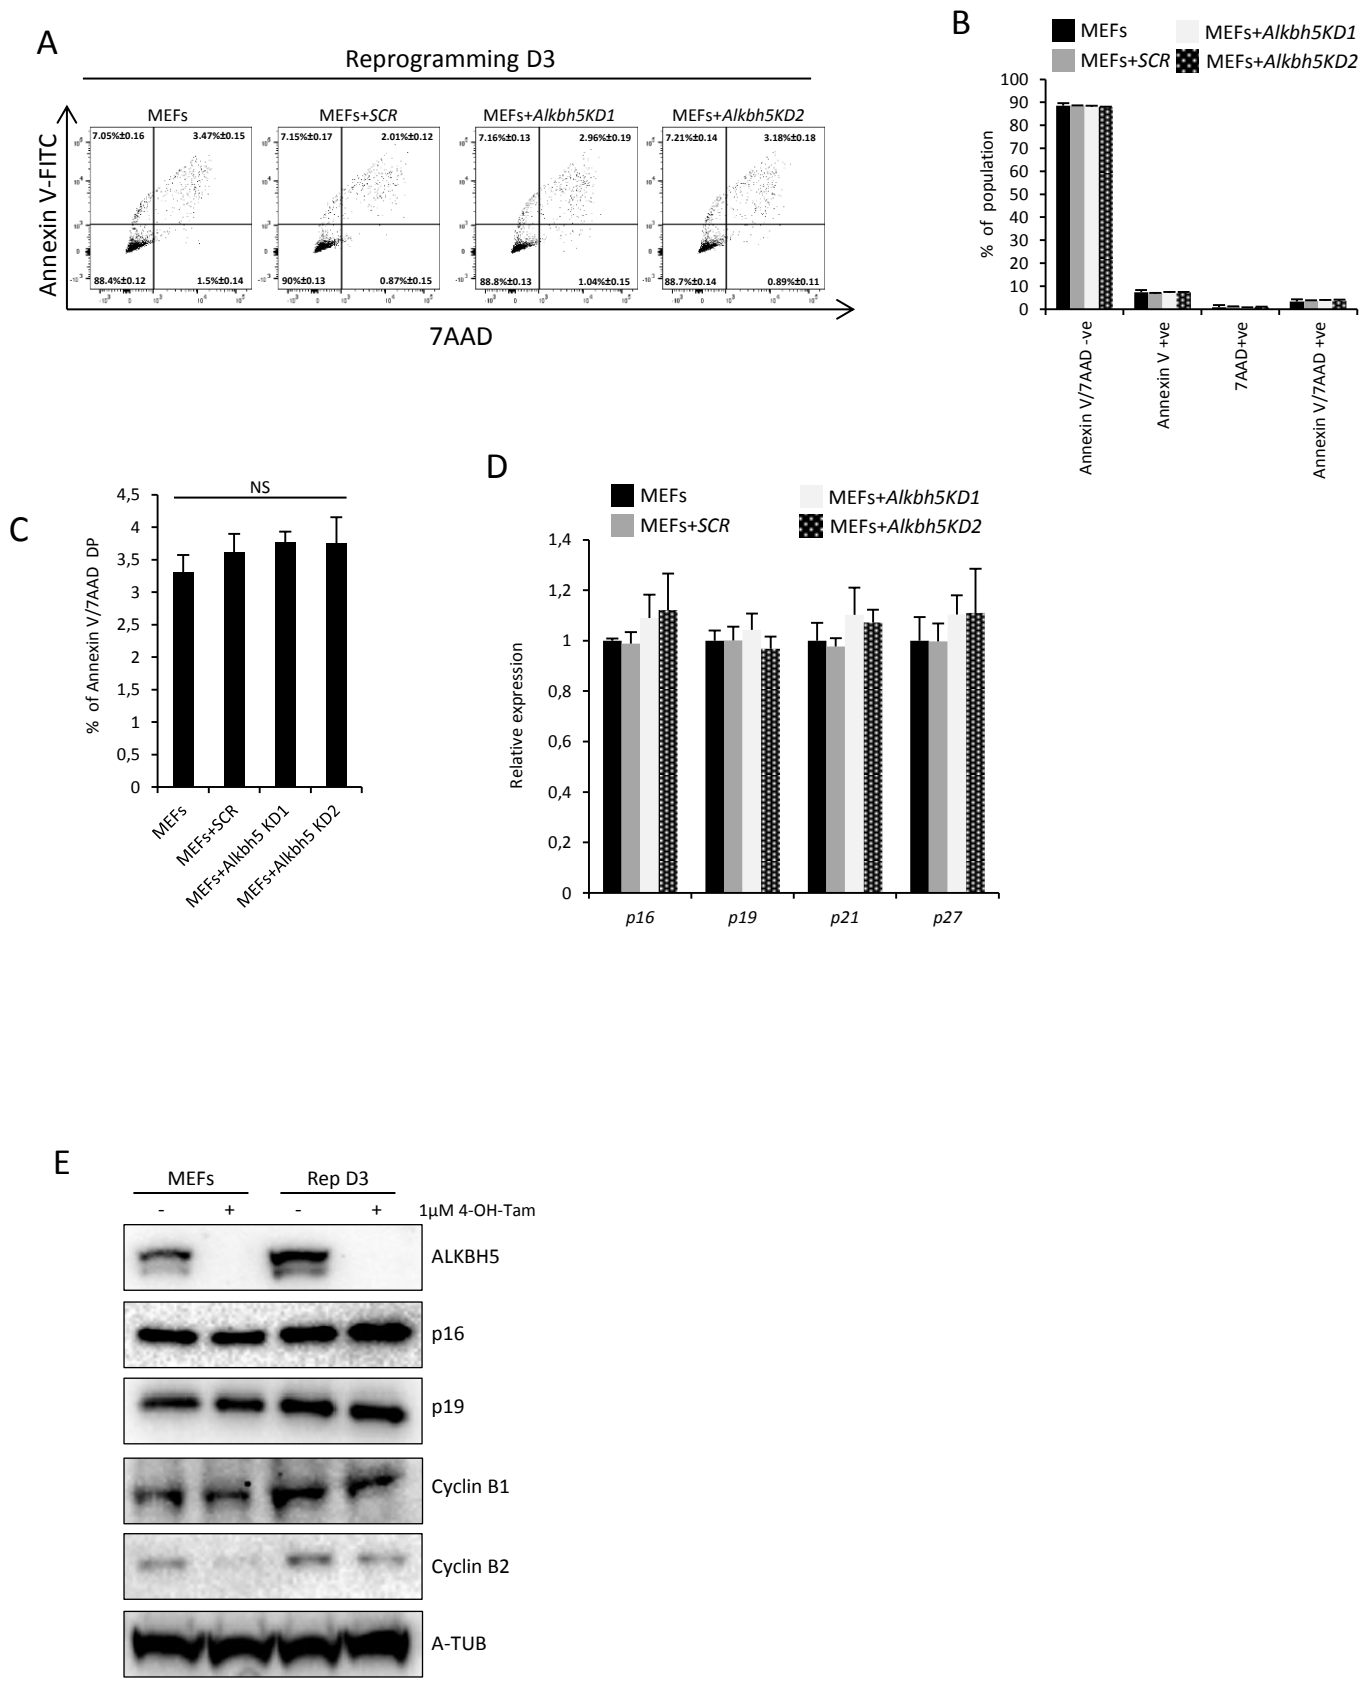 A
Reprogramming D3
MEFs
MEFs+SCR
MEFs+Alkbh5KD1
MEFs+Alkbh5KD2
Annexin V-FITC
7.05%±0.16 3.47%±0.15
88.4%±0.12 1.5%±0.14
7.15%±0.17 2.01%±0.12
90%±0.13 0.87%±0.15
7.16%±0.13 2.96%±0.19
88.8%±0.13 1.04%±0.15
7.21%±0.14 3.18%±0.18
88.7%±0.14 0.89%±0.11
7AAD
B
MEFs
MEFs+Alkbh5KD1
MEFs+SCR
MEFs+Alkbh5KD2
% of population
100
90
80
70
60
50
40
30
20
10
0
Annexin V/7AAD -ve
Annexin V +ve
7AAD+ve
Annexin V/7AAD +ve
C
NS
% of Annexin V/7AAD DP
4,5
4
3,5
3
2,5
2
1,5
1
0,5
0
MEFs
MEFs+SCR
MEFs+Alkbh5 KD1
MEFs+Alkbh5 KD2
D
MEFs
MEFs+Alkbh5KD1
MEFs+SCR
MEFs+Alkbh5KD2
Relative expression
1,4
1,2
1
0,8
0,6
0,4
0,2
0
p16
p19
p21
p27
E
MEFs Rep D3
- + - + 1μM 4-OH-Tam
ALKBH5
p16
p19
Cyclin B1
Cyclin B2
A-TUB